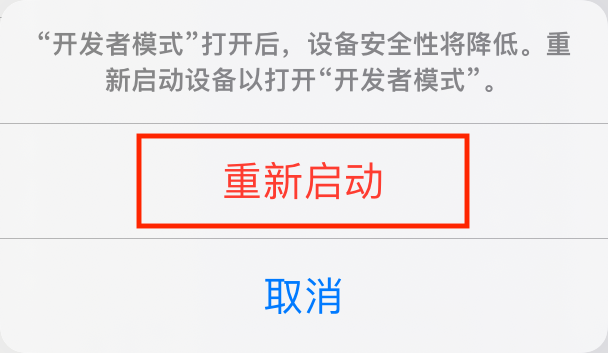 “开发者模式”打开后，设备安全性将降低。重
新启动设备以打开“开发者模式”。
重新启动
取消